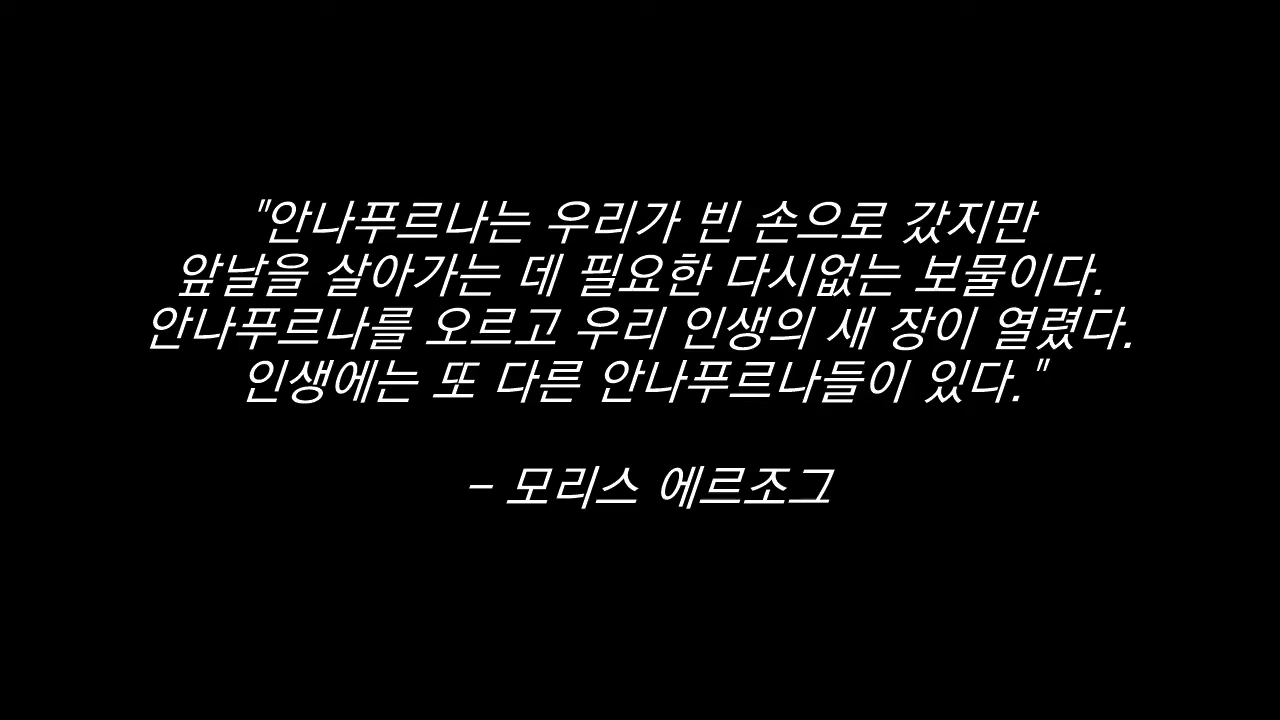 "안나푸르나는 우리가 빈 손으로 갔지만
앞날을 살아가는 데 필요한 다시없는 보물이다.
안나푸르나를 오르고 우리 인생의 새 장이 열렸다.
인생에는 또 다른 안나푸르나들이 있다."
- 모리스 에르조그